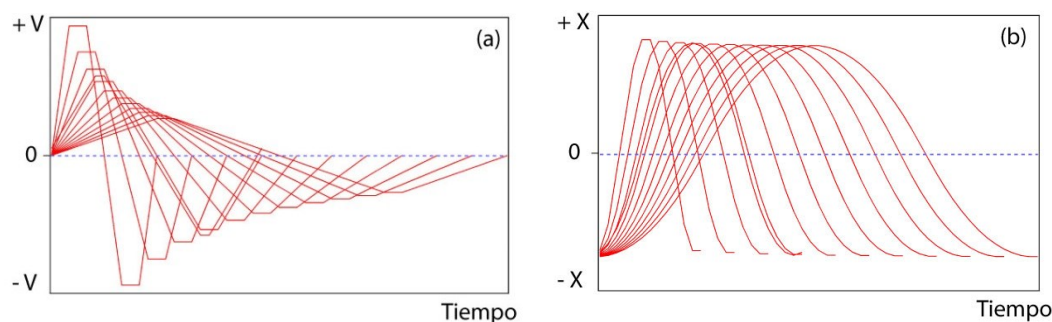 + V
(a)
0
- V
Tiempo
+ X
(b)
0
- X
Tiempo